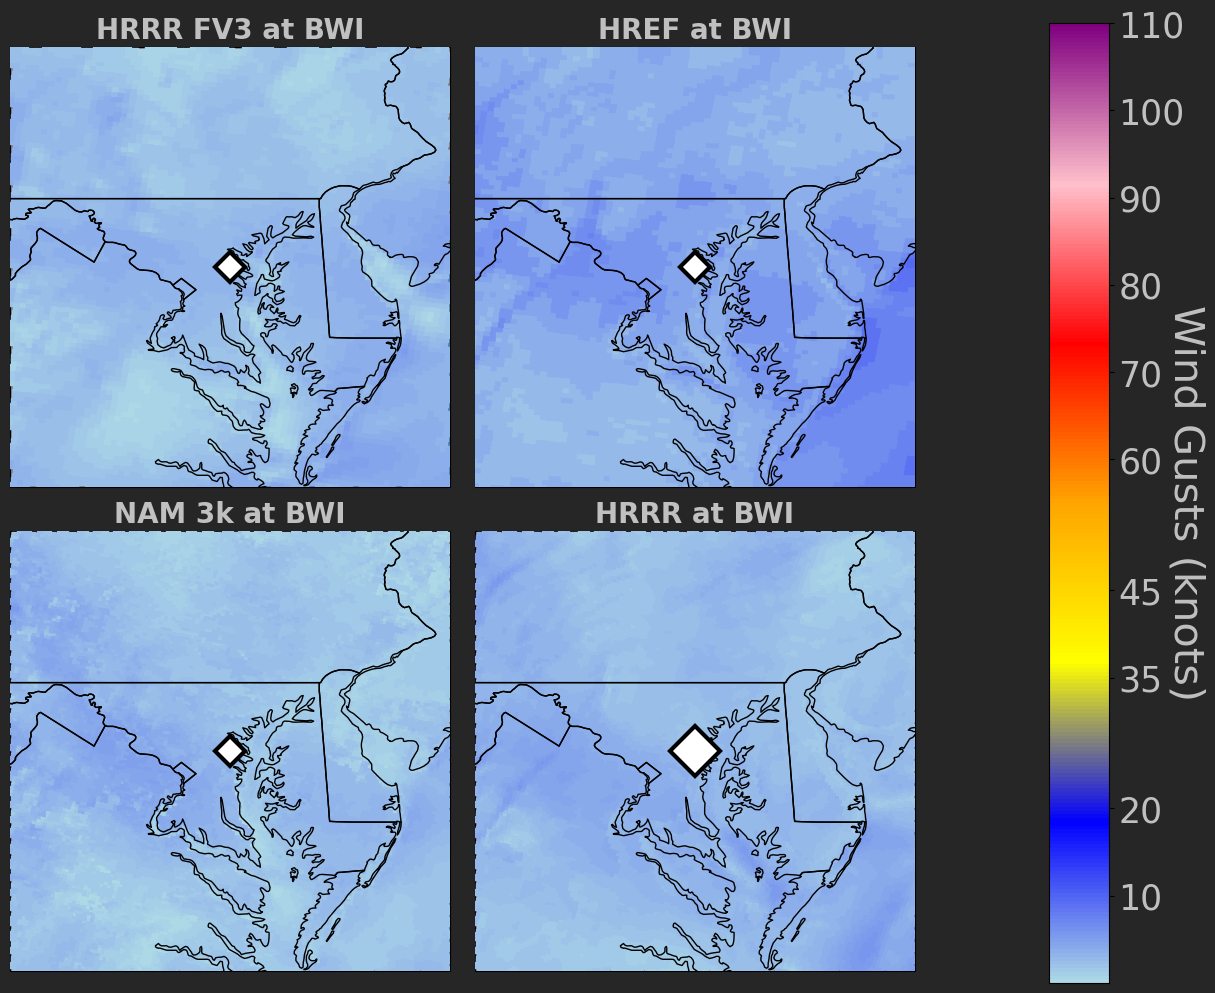 HRRR FV3 at BWI
HREF at BWI
NAM 3k at BWI
HRRR at BWI
110
100
90
80
70
60
45
35
20
10
Wind Gusts (knots)